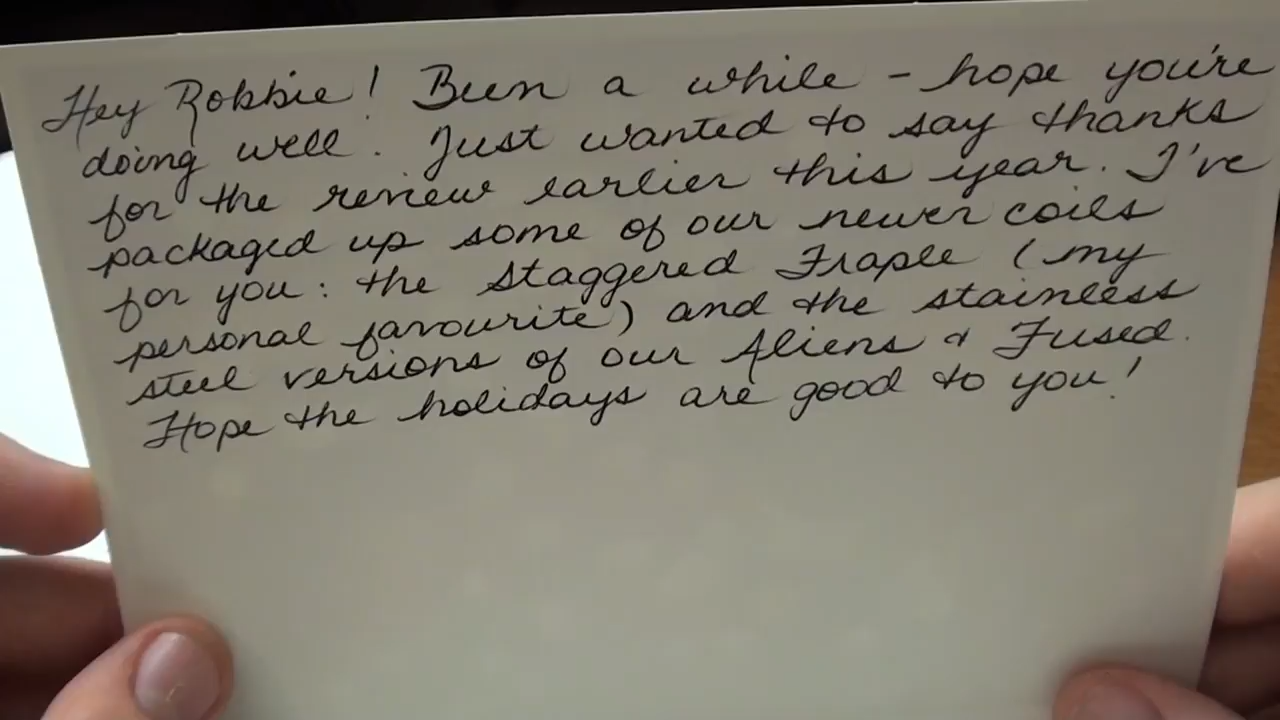 Hey Robbie! Been a while - hope you're
doing well. Just wanted to say thanks
for the review earlier this year. I've
packaged up some of our newer coils
for you: the Staggered Fraple (my
personal favourite) and the stainless
steel versions of our Aliens & Fused.
Hope the holidays are good to you!